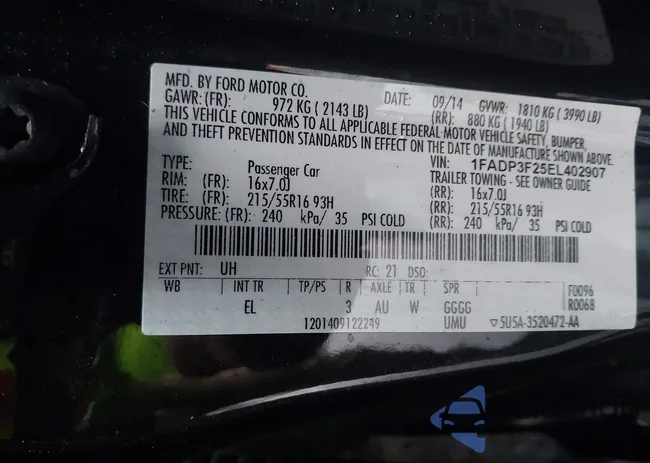 MFD. BY FORD MOTOR CO.
DATE: 09/14 GVWR: 1810 KG ( 3990 LB)
GAWR: (FR): 972 KG ( 2143 LB) (RR): 880 KG ( 1940 LB)
THIS VEHICLE CONFORMS TO ALL APPLICABLE FEDERAL MOTOR VEHICLE SAFETY, BUMPER,
AND THEFT PREVENTION STANDARDS IN EFFECT ON THE DATE OF MANUFACTURE SHOWN ABOVE.
VIN: 1FADP3F25EL402907
TYPE: Passenger Car TRAILER TOWING - SEE OWNER GUIDE
RIM: (FR): 16x7.0J (RR): 16x7.0J
TIRE: (FR): 215/55R16 93H (RR): 215/55R16 93H
PRESSURE: (FR): 240 kPa/ 35 PSI COLD (RR): 240 kPa/ 35 PSI COLD
EXT PNT: UH RC: 21 DSO:
WB INT TR TP/PS R AXLE TR SPR F0096
EL 3 AU W GGGG R0068
1201409122249 UMU ▽5U5A-3520472-AA